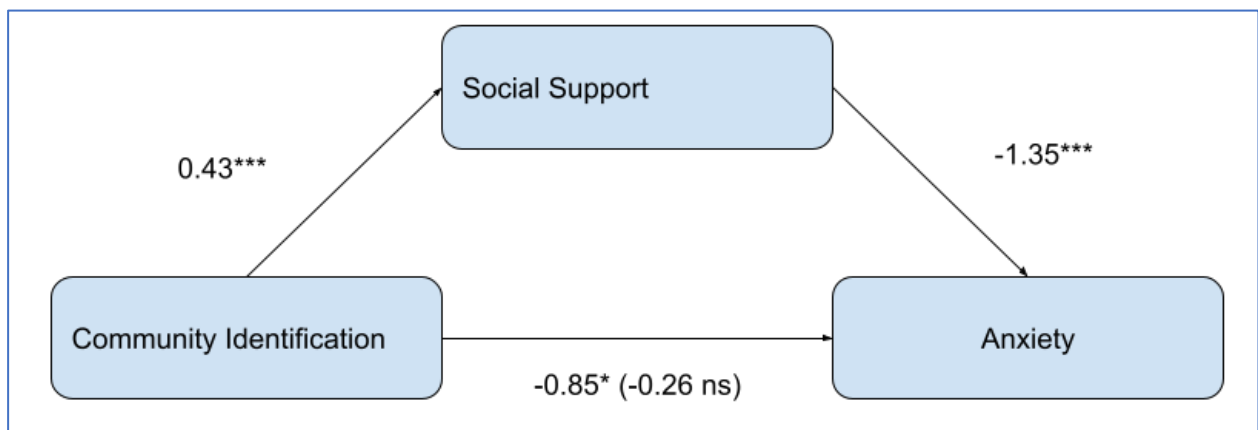 Social Support
0.43***
-1.35***
Community Identification
Anxiety
-0.85* (-0.26 ns)